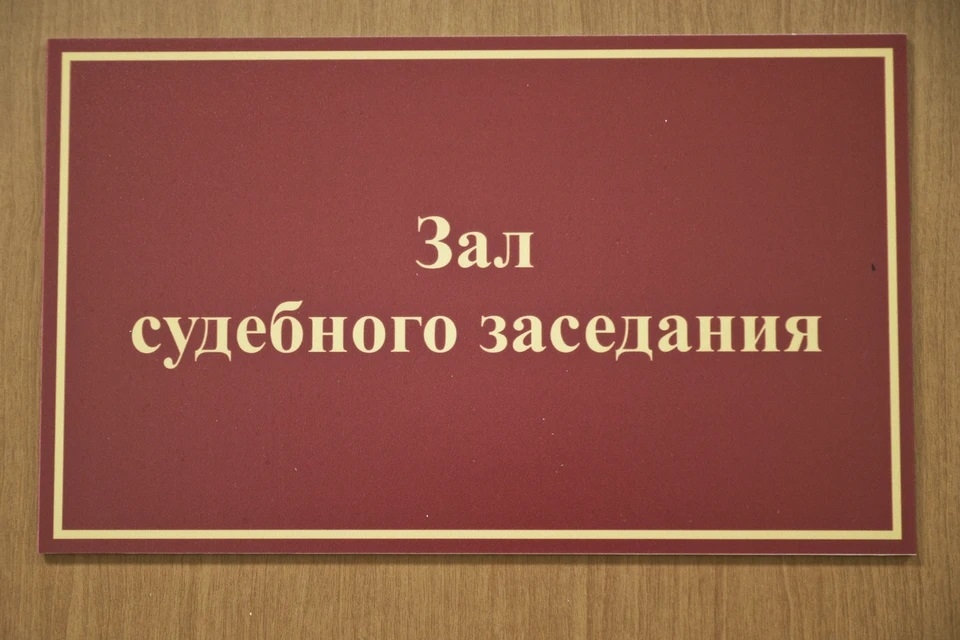 Зал
судебного заседания